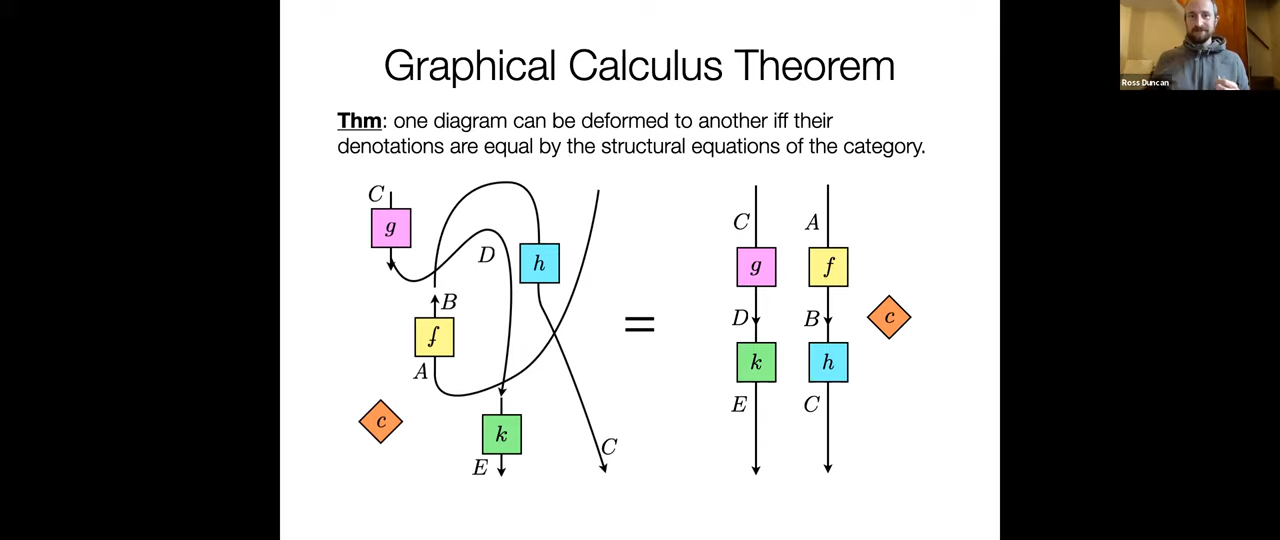 Graphical Calculus Theorem
Thm: one diagram can be deformed to another iff their
denotations are equal by the structural equations of the category.
C
g
D
h
B
f
A
c
k
E
C
=
C
A
g
f
D
B
c
k
h
E
C
Ross Duncan